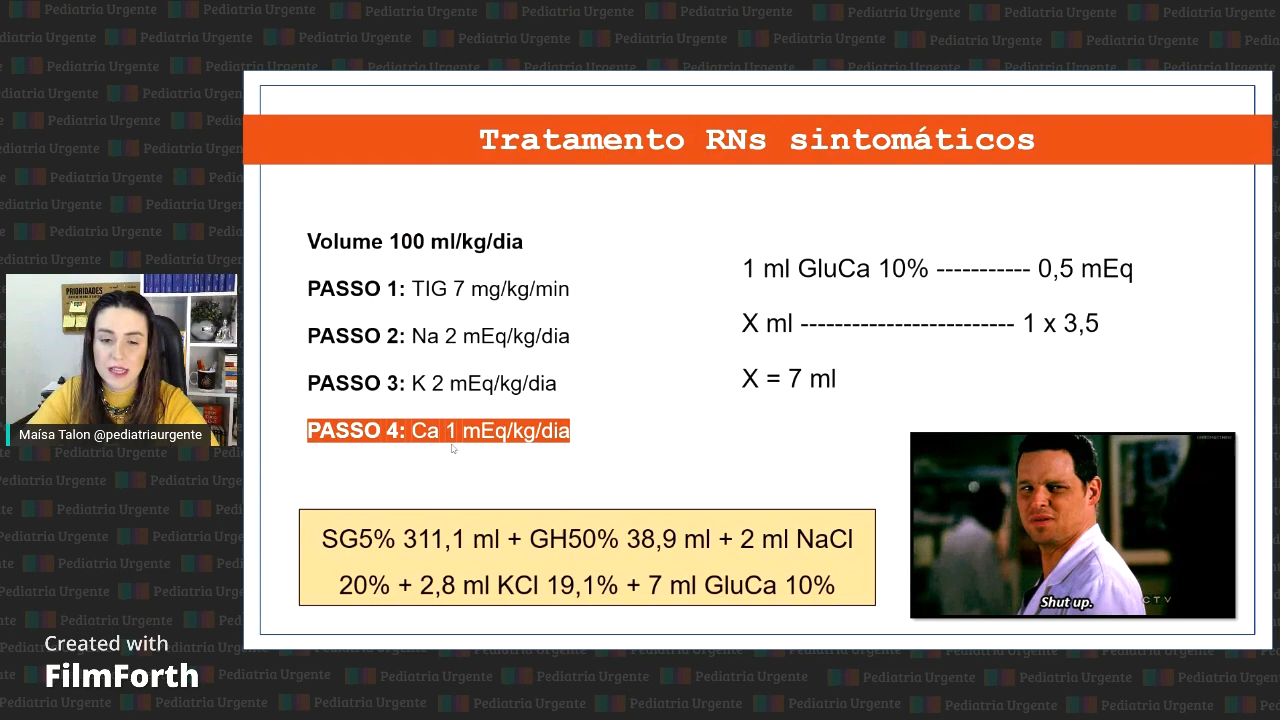 Tratamento RNs sintomáticos
Volume 100 ml/kg/dia
PASSO 1: TIG 7 mg/kg/min
PASSO 2: Na 2 mEq/kg/dia
PASSO 3: K 2 mEq/kg/dia
PASSO 4: Ca 1 mEq/kg/dia
1 ml GluCa 10% ----------- 0,5 mEq
X ml ------------------------- 1 x 3,5
X = 7 ml
SG5% 311,1 ml + GH50% 38,9 ml + 2 ml NaCl
20% + 2,8 ml KCl 19,1% + 7 ml GluCa 10%
Shut up.
CTV
PRIORIDADES
Maísa Talon @pediatriaurgente
Created with
FilmForth
Pediatria Urgente